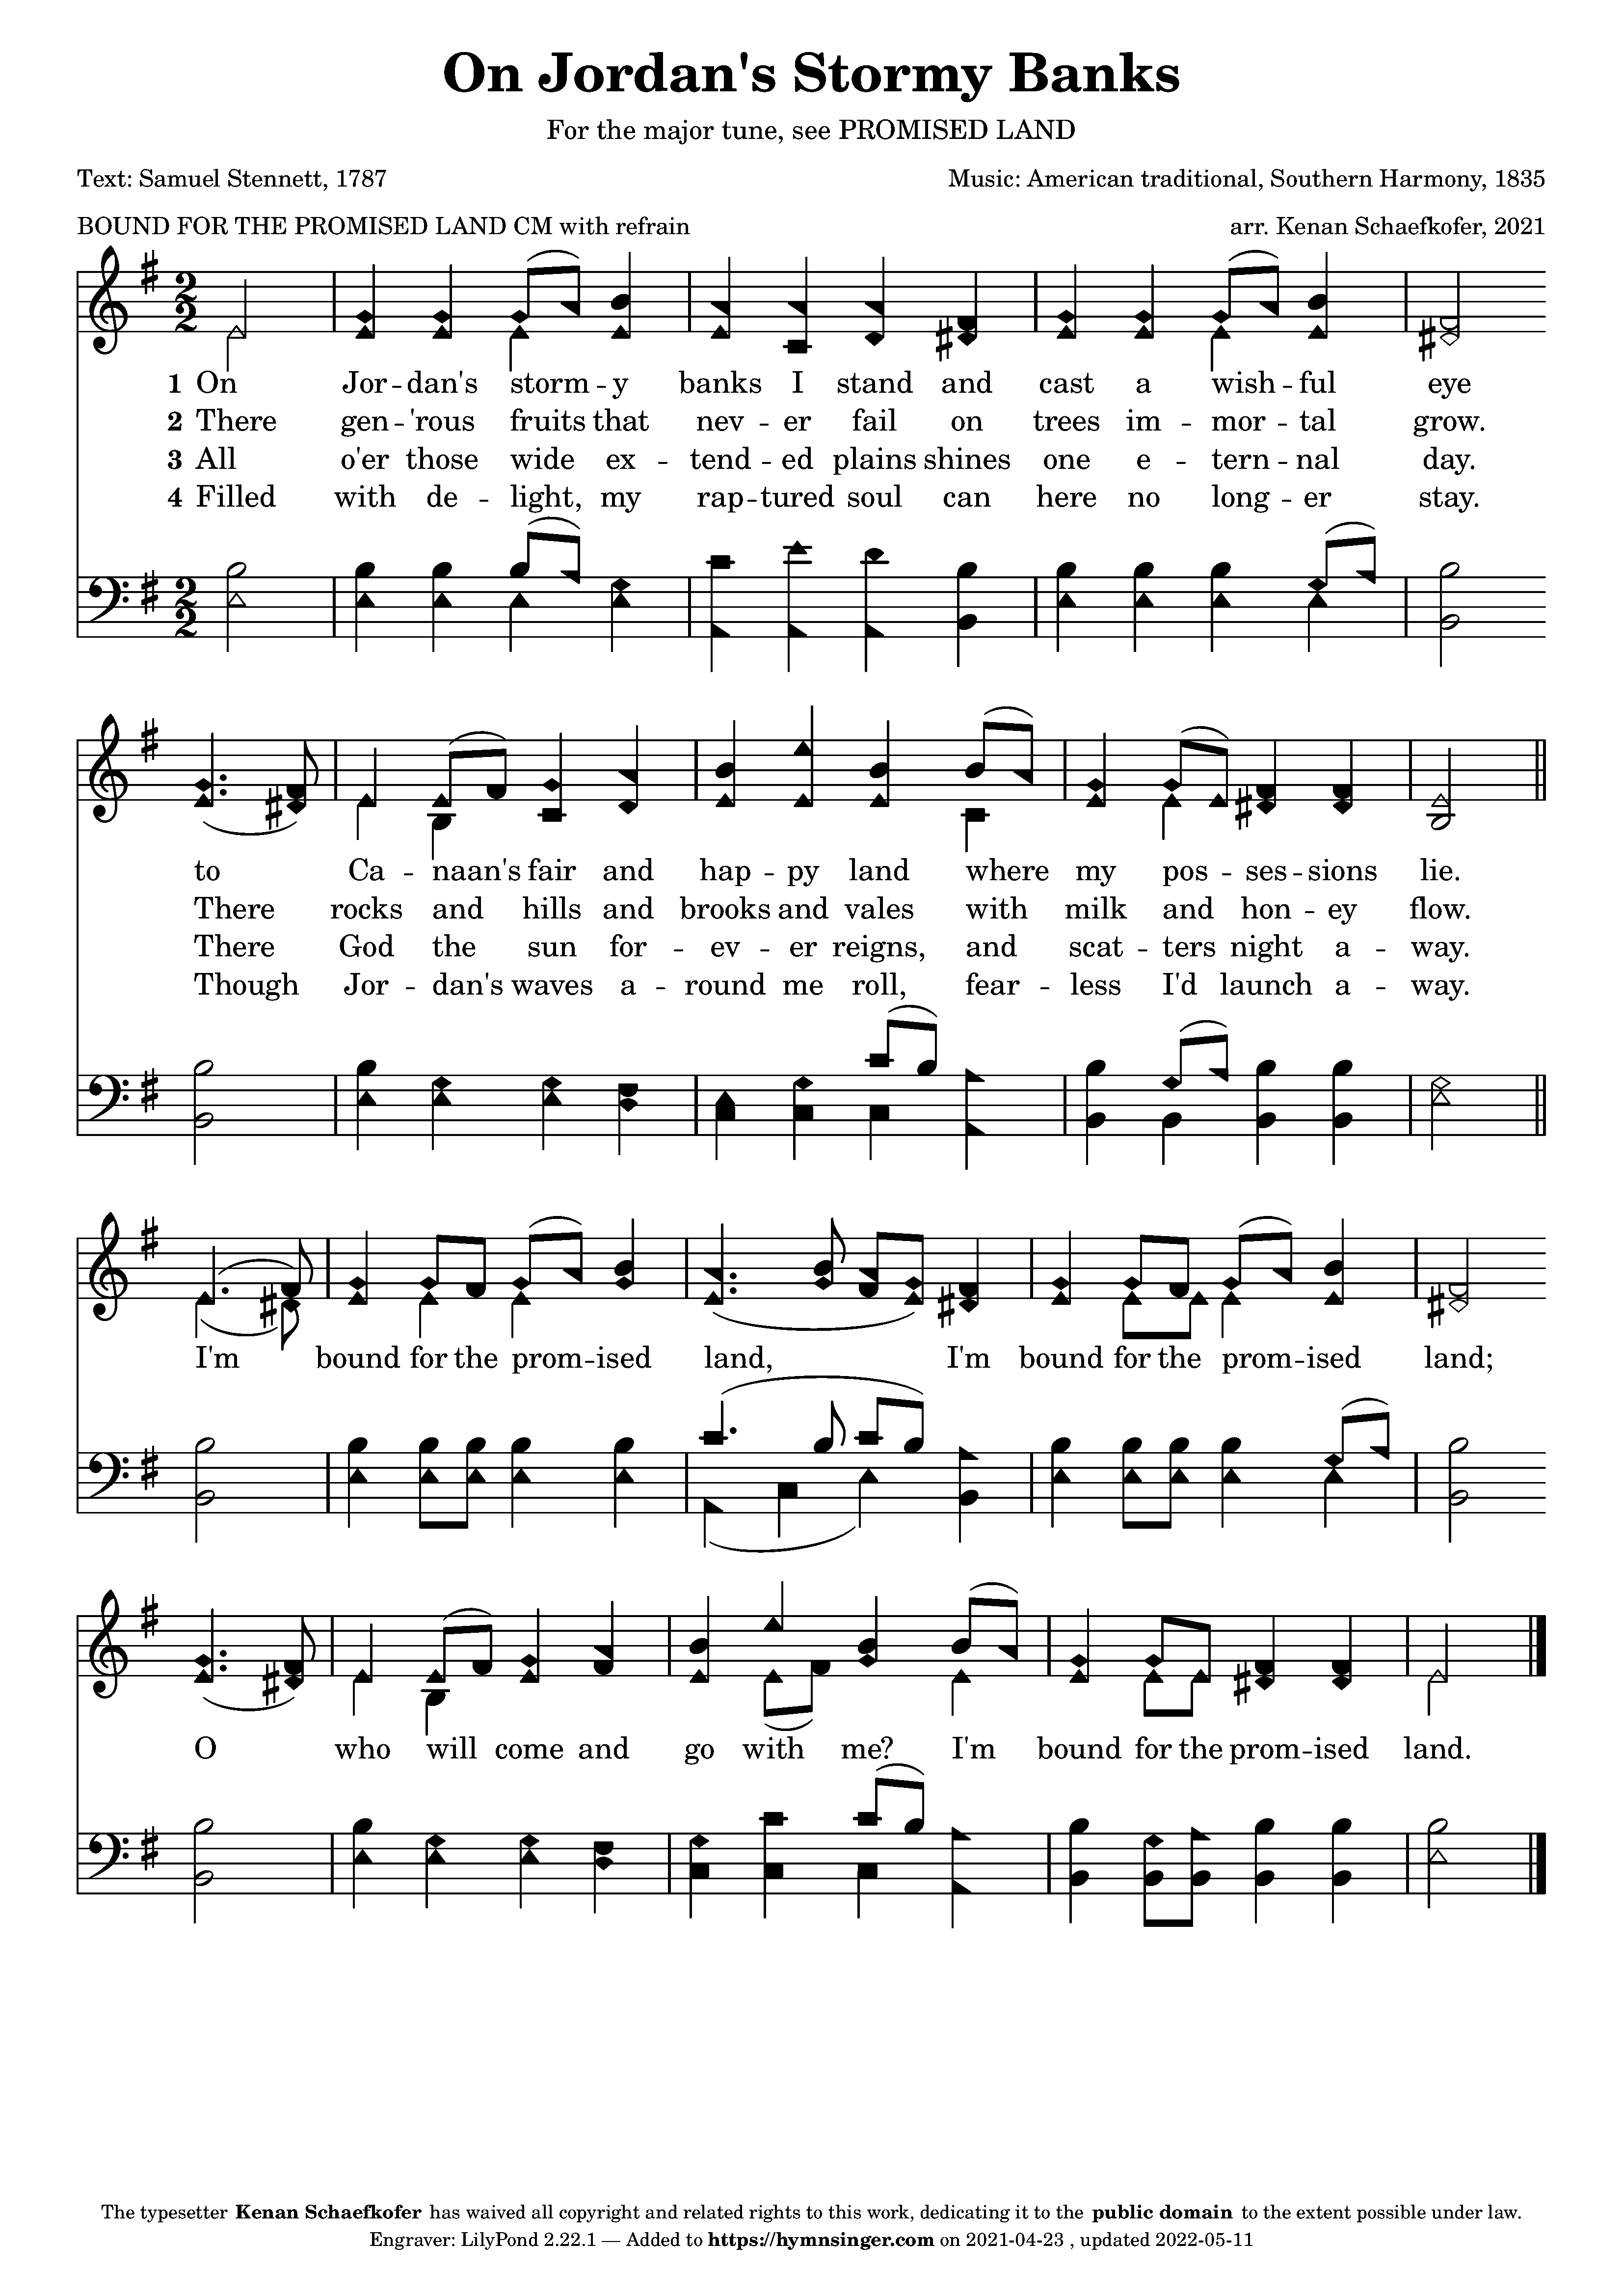 On Jordan's Stormy Banks
For the major tune, see PROMISED LAND
Text: Samuel Stennett, 1787
Music: American traditional, Southern Harmony, 1835
BOUND FOR THE PROMISED LAND CM with refrain
arr. Kenan Schaefkofer, 2021
1 On Jor -- dan's storm -- y banks I stand and cast a wish -- ful eye
2 There gen -- 'rous fruits that nev -- er fail on trees im -- mor -- tal grow.
3 All o'er those wide ex -- tend -- ed plains shines one e -- tern -- nal day.
4 Filled with de -- light, my rap -- tured soul can here no long -- er stay.
to Ca -- naan's fair and hap -- py land where my pos -- ses -- sions lie.
There rocks and hills and brooks and vales with milk and hon -- ey flow.
There God the sun for -- ev -- er reigns, and scat -- ters night a -- way.
Though Jor -- dan's waves a -- round me roll, fear -- less I'd launch a -- way.
I'm bound for the prom -- ised land, I'm bound for the prom -- ised land;
O who will come and go with me? I'm bound for the prom -- ised land.
The typesetter Kenan Schaefkofer has waived all copyright and related rights to this work, dedicating it to the public domain to the extent possible under law.
Engraver: LilyPond 2.22.1 — Added to https://hymnsinger.com on 2021-04-23 , updated 2022-05-11